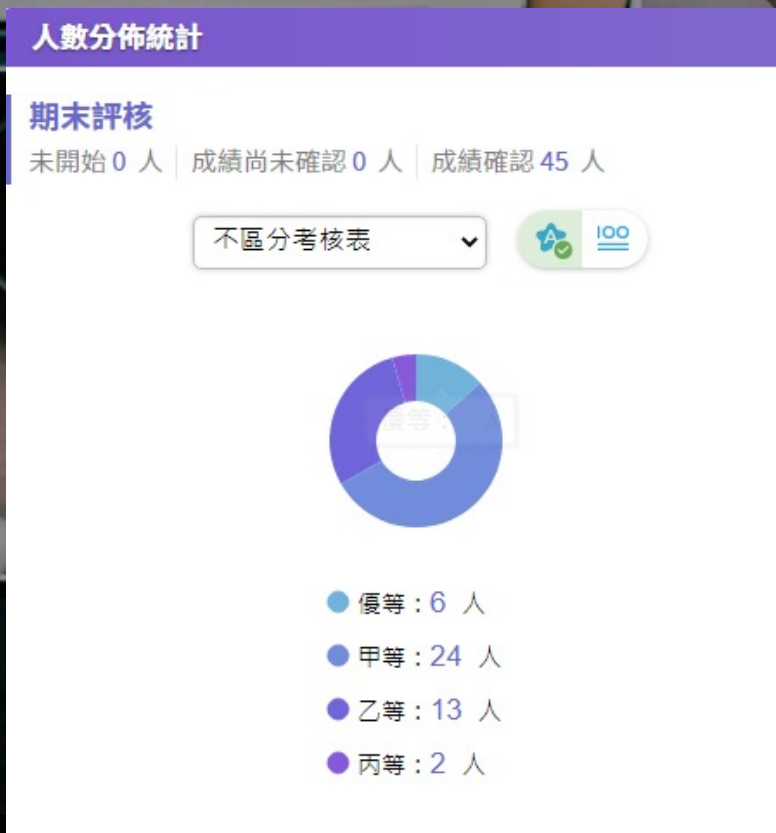 人數分佈統計
期末評核
未開始 0 人 成績尚未確認 0 人 成績確認 45 人
不區分考核表
A 100
優等：
優等：6 人
甲等：24 人
乙等：13 人
丙等：2 人